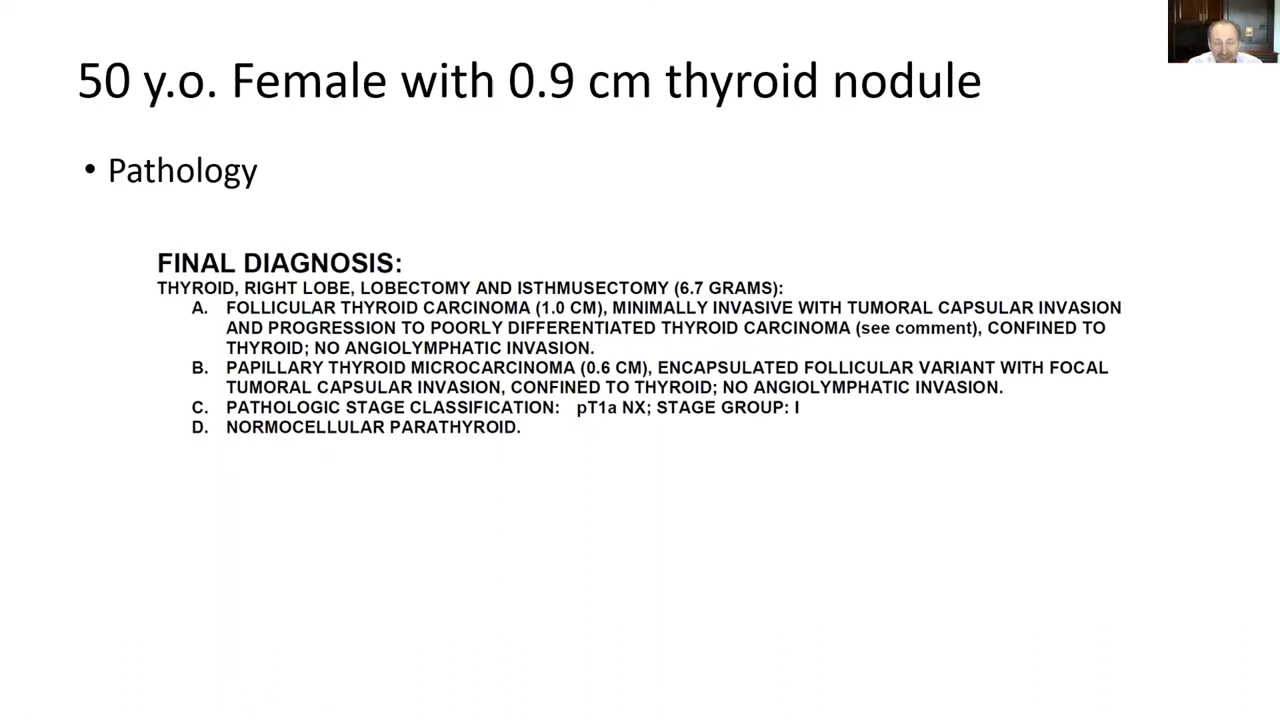 50 y.o. Female with 0.9 cm thyroid nodule
• Pathology
FINAL DIAGNOSIS:
THYROID, RIGHT LOBE, LOBECTOMY AND ISTHMUSECTOMY (6.7 GRAMS):
A. FOLLICULAR THYROID CARCINOMA (1.0 CM), MINIMALLY INVASIVE WITH TUMORAL CAPSULAR INVASION
AND PROGRESSION TO POORLY DIFFERENTIATED THYROID CARCINOMA (see comment), CONFINED TO
THYROID; NO ANGIOLYMPHATIC INVASION.
B. PAPILLARY THYROID MICROCARCINOMA (0.6 CM), ENCAPSULATED FOLLICULAR VARIANT WITH FOCAL
TUMORAL CAPSULAR INVASION, CONFINED TO THYROID; NO ANGIOLYMPHATIC INVASION.
C. PATHOLOGIC STAGE CLASSIFICATION: pT1a NX; STAGE GROUP: I
D. NORMOCELLULAR PARATHYROID.